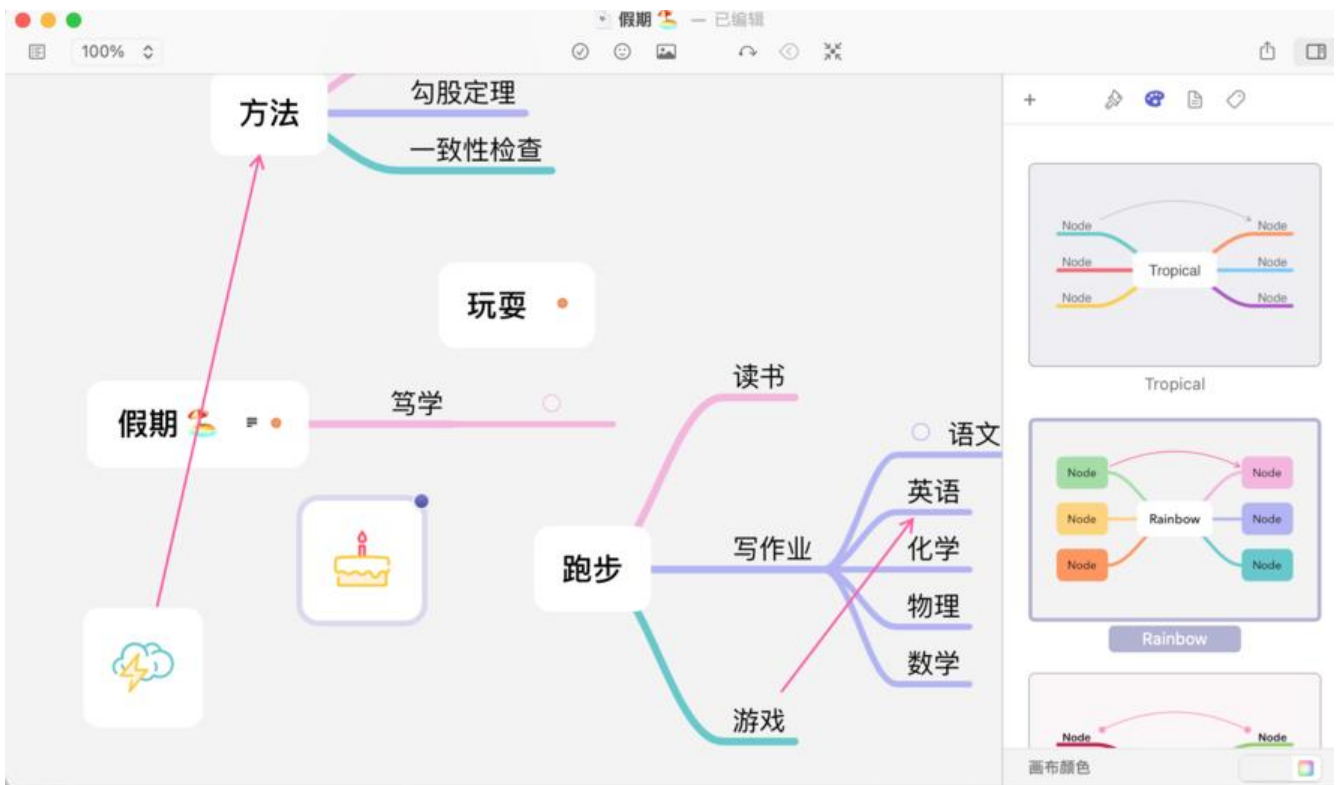 假期 🏖️ — 已编辑
100%
勾股定理
方法
一致性检查
玩耍
读书
假期 🏖️
笃学
语文
英语
写作业
化学
跑步
物理
数学
游戏
Node
Node
Node
Tropical
Node
Node
Node
Tropical
Node
Node
Node
Rainbow
Node
Node
Node
Rainbow
Node
Node
画布颜色